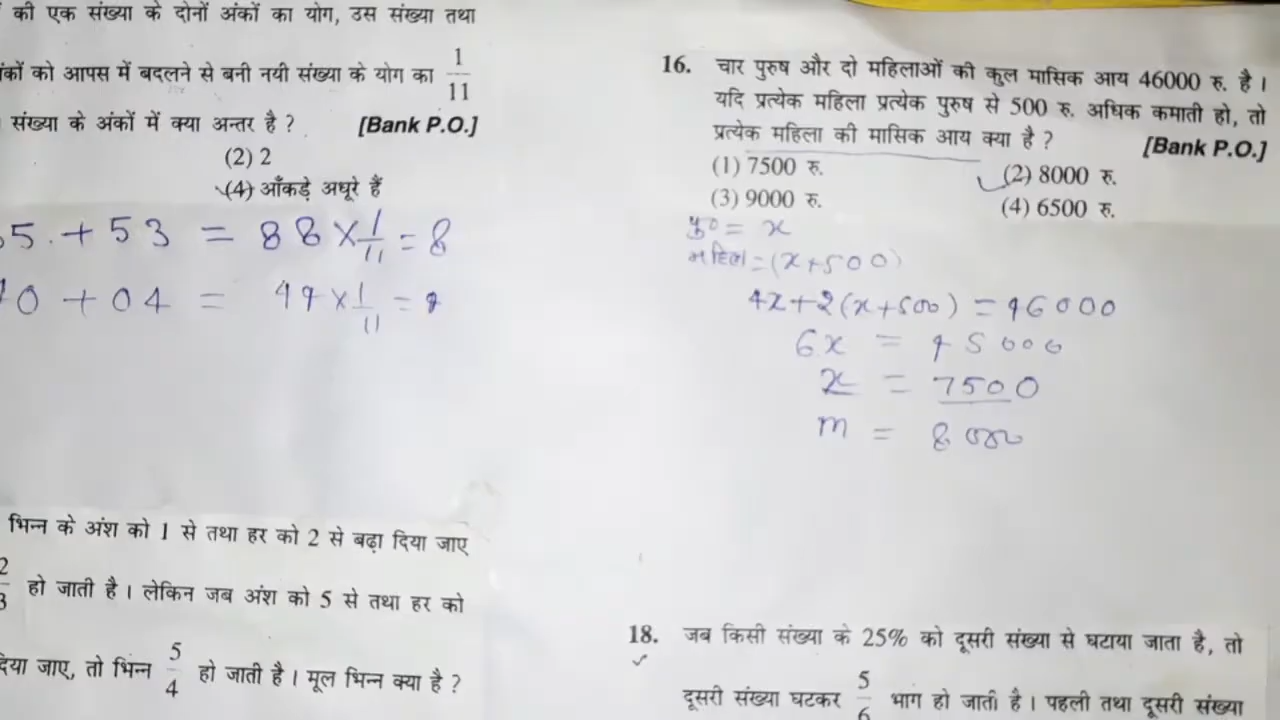 की एक संख्या के दोनों अंकों का योग, उस संख्या तथा
अंकों को आपस में बदलने से बनी नयी संख्या के योग का 1/11
संख्या के अंकों में क्या अन्तर है ? [Bank P.O.]
(2) 2
(4) आँकड़े अधूरे हैं
5 + 53 = 88 × 1/11 = 8
0 + 04 = 44 × 1/11 =
भिन्न के अंश को 1 से तथा हर को 2 से बढ़ा दिया जाए
2/3 हो जाती है। लेकिन जब अंश को 5 से तथा हर को
दिया जाए, तो भिन्न 5/4 हो जाती है। मूल भिन्न क्या है ?
16. चार पुरुष और दो महिलाओं की कुल मासिक आय 46000 रु. है।
यदि प्रत्येक महिला प्रत्येक पुरुष से 500 रु. अधिक कमाती हो, तो
प्रत्येक महिला की मासिक आय क्या है ? [Bank P.O.]
(1) 7500 रु. (2) 8000 रु.
(3) 9000 रु. (4) 6500 रु.
पु० = x
महिला = (x+500)
4x+2(x+500) = 46000
6x = 45000
x = 7500
m = 8000
18. जब किसी संख्या के 25% को दूसरी संख्या से घटाया जाता है, तो
दूसरी संख्या घटकर 5/6 भाग हो जाती है। पहली तथा दूसरी संख्या